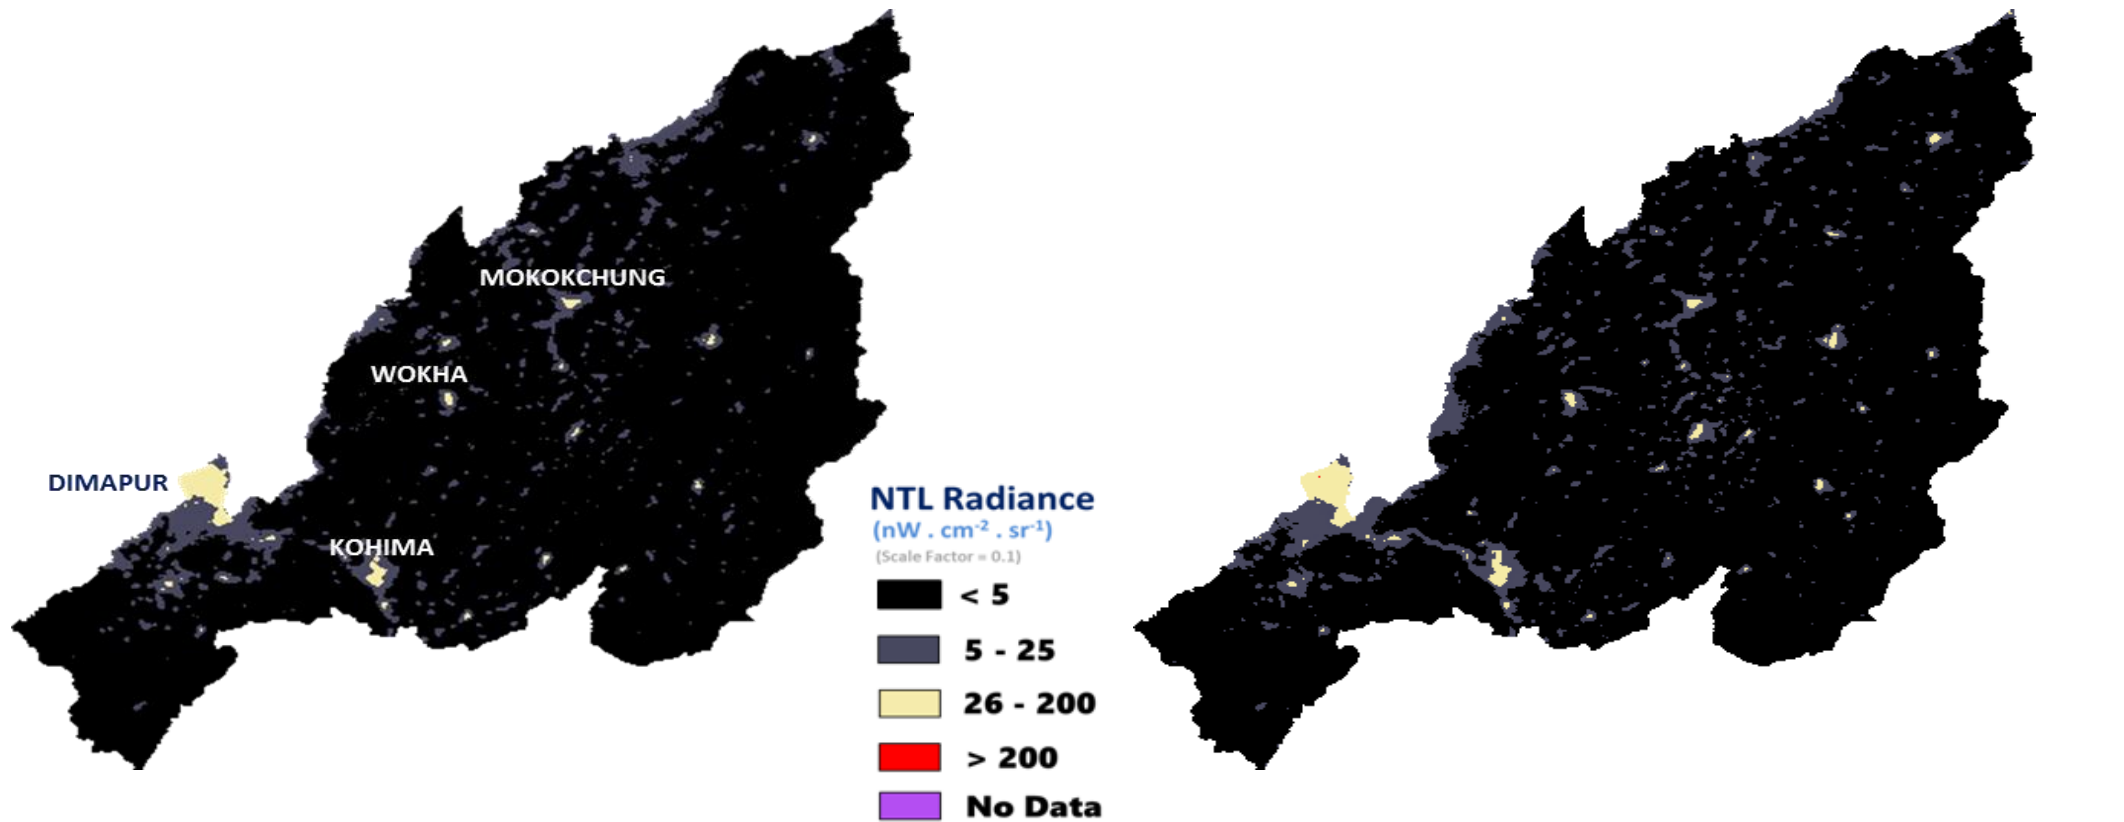 MOKOKCHUNG
WOKHA
DIMAPUR
KOHIMA
NTL Radiance
(nW . cm-2 . sr-1)
(Scale Factor = 0.1)
< 5
5 - 25
26 - 200
> 200
No Data